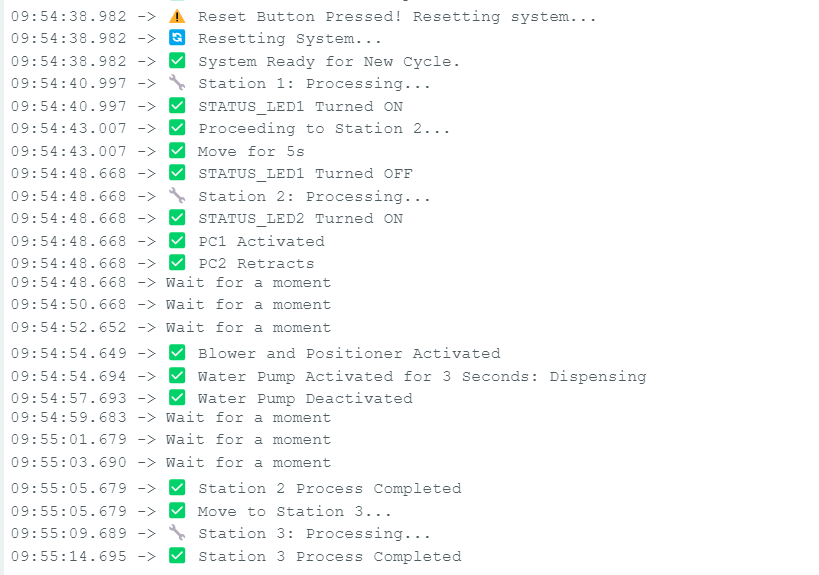 09:54:38.982 -> ⚠️ Reset Button Pressed! Resetting system...
09:54:38.982 -> 🔄 Resetting System...
09:54:38.982 -> ✅ System Ready for New Cycle.
09:54:40.997 -> 🔧 Station 1: Processing...
09:54:40.997 -> ✅ STATUS_LED1 Turned ON
09:54:43.007 -> ✅ Proceeding to Station 2...
09:54:43.007 -> ✅ Move for 5s
09:54:48.668 -> ✅ STATUS_LED1 Turned OFF
09:54:48.668 -> 🔧 Station 2: Processing...
09:54:48.668 -> ✅ STATUS_LED2 Turned ON
09:54:48.668 -> ✅ PC1 Activated
09:54:48.668 -> ✅ PC2 Retracts
09:54:48.668 -> Wait for a moment
09:54:50.668 -> Wait for a moment
09:54:52.652 -> Wait for a moment
09:54:54.649 -> ✅ Blower and Positioner Activated
09:54:54.694 -> ✅ Water Pump Activated for 3 Seconds: Dispensing
09:54:57.693 -> ✅ Water Pump Deactivated
09:54:59.683 -> Wait for a moment
09:55:01.679 -> Wait for a moment
09:55:03.690 -> Wait for a moment
09:55:05.679 -> ✅ Station 2 Process Completed
09:55:05.679 -> ✅ Move to Station 3...
09:55:09.689 -> 🔧 Station 3: Processing...
09:55:14.695 -> ✅ Station 3 Process Completed